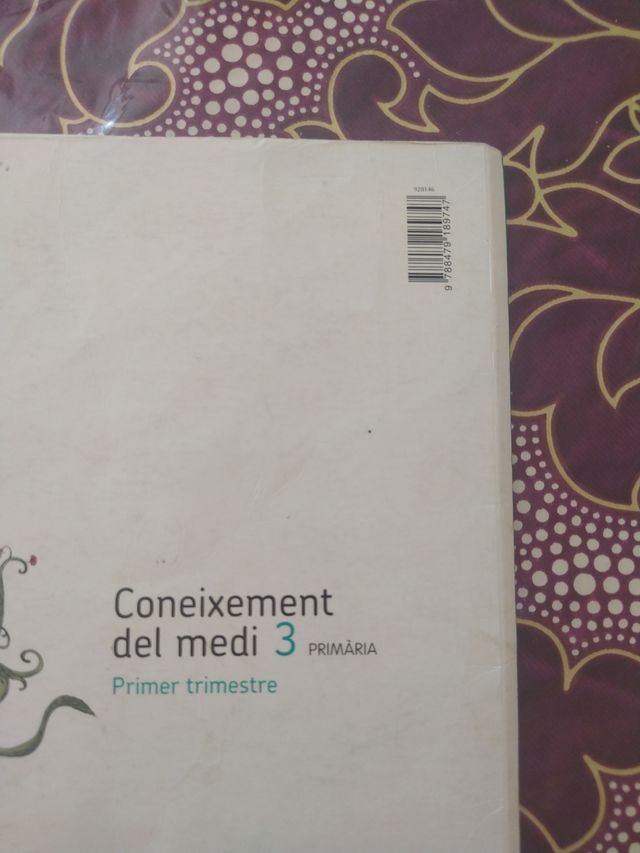 928146
9 788479 189747
Coneixement
del medi 3 PRIMÀRIA
Primer trimestre